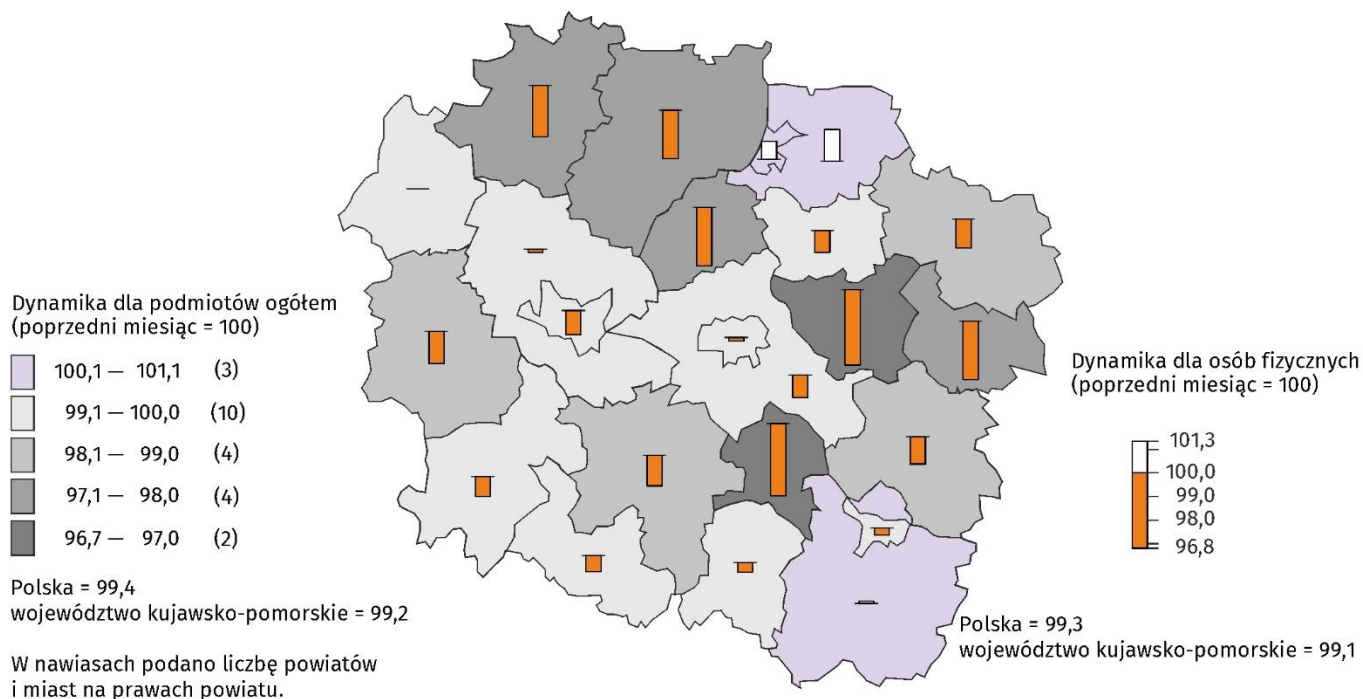 Dynamika dla podmiotów ogółem
(poprzedni miesiąc = 100)
100,1 — 101,1 (3)
99,1 — 100,0 (10)
98,1 — 99,0 (4)
97,1 — 98,0 (4)
96,7 — 97,0 (2)
Polska = 99,4
województwo kujawsko-pomorskie = 99,2
W nawiasach podano liczbę powiatów
i miast na prawach powiatu.
Dynamika dla osób fizycznych
(poprzedni miesiąc = 100)
101,3
100,0
99,0
98,0
96,8
Polska = 99,3
województwo kujawsko-pomorskie = 99,1